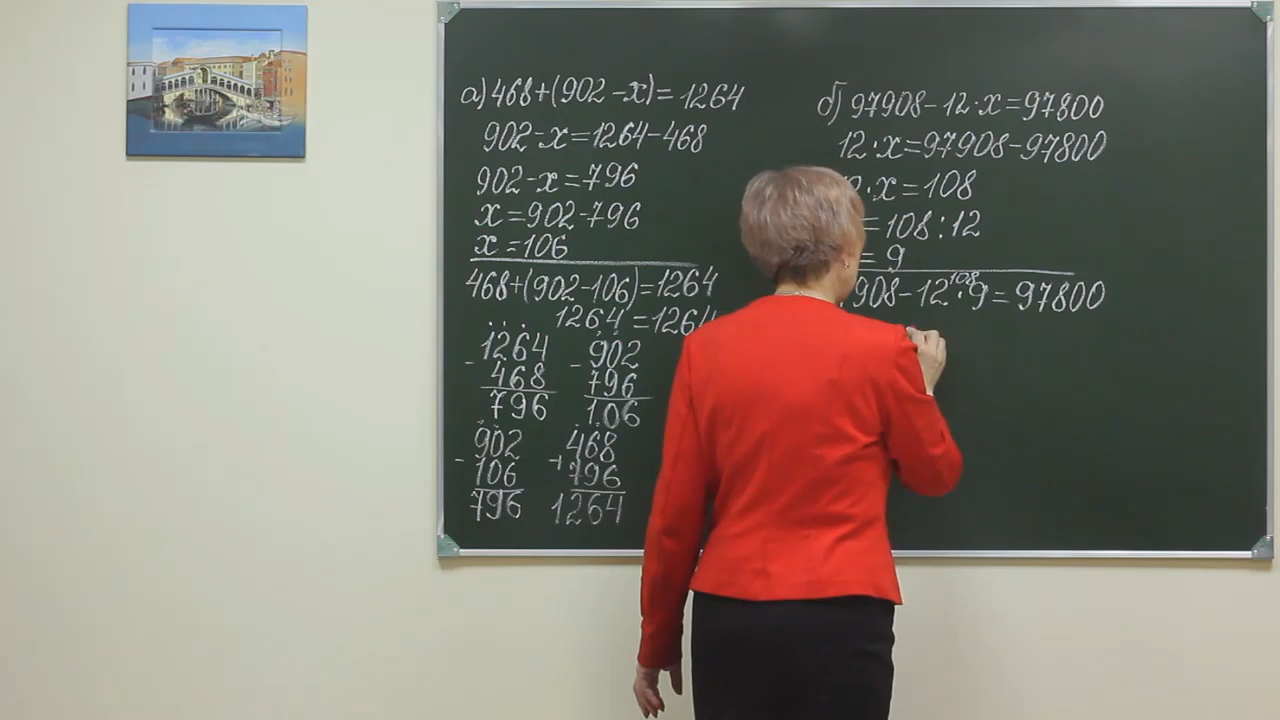 а) 468+(902-х)=1264
902-х=1264-468
902-х=796
х=902-796
х=106
468+(902-106)=1264
1264=1264
-1264
468
796
-902
796
106
-902
106
796
+468
796
1264
б) 97908-12·х=97800
12·х=97908-97800
·х=108
=108:12
=9
108
908-12·9=97800